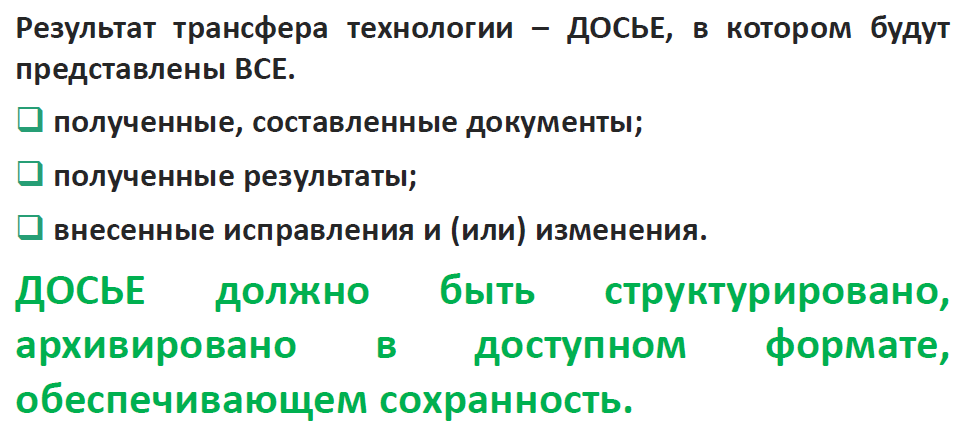 Результат трансфера технологии – ДОСЬЕ, в котором будут
представлены ВСЕ.
полученные, составленные документы;
полученные результаты;
внесенные исправления и (или) изменения.
ДОСЬЕ должно быть структурировано,
архивировано в доступном формате,
обеспечивающем сохранность.